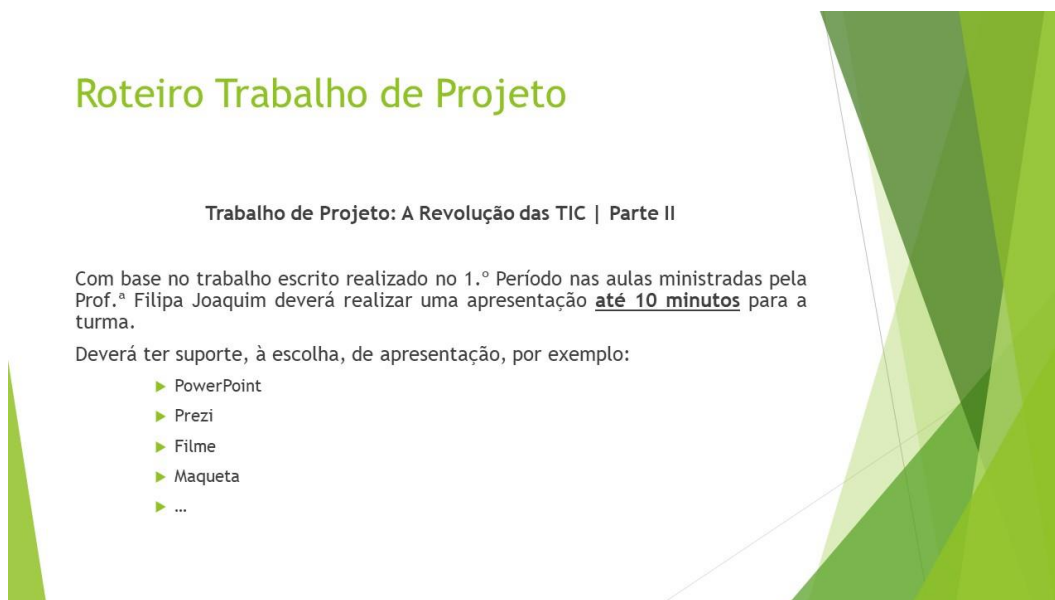 Roteiro Trabalho de Projeto
Trabalho de Projeto: A Revolução das TIC | Parte II
Com base no trabalho escrito realizado no 1.º Período nas aulas ministradas pela
Prof.ª Filipa Joaquim deverá realizar uma apresentação até 10 minutos para a
turma.
Deverá ter suporte, à escolha, de apresentação, por exemplo:
PowerPoint
Prezi
Filme
Maqueta
…